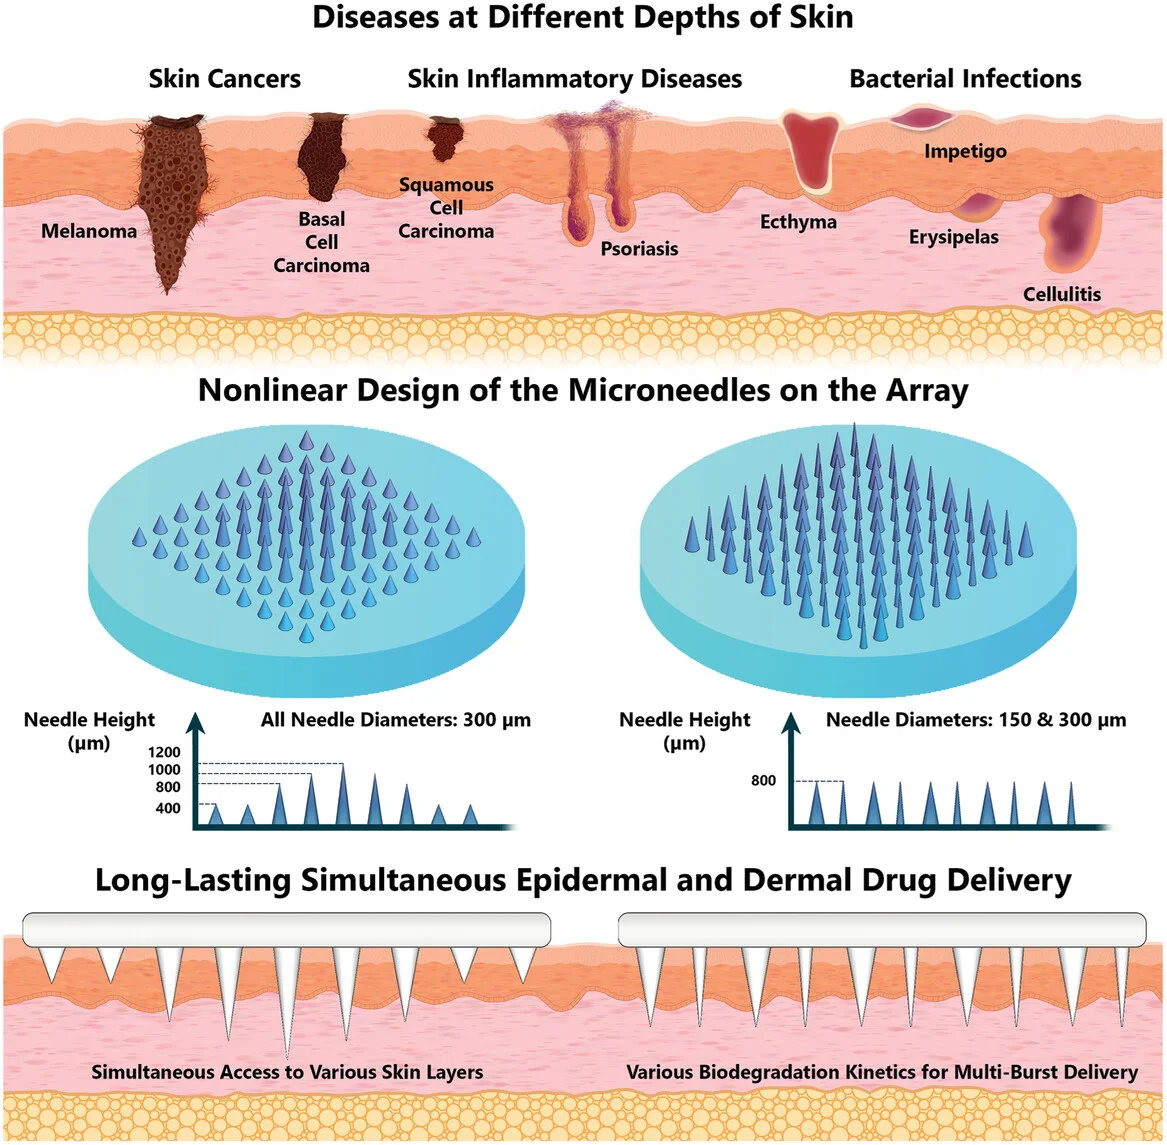 Diseases at Different Depths of Skin
Skin Cancers
Skin Inflammatory Diseases
Bacterial Infections
Melanoma
Basal
Cell
Carcinoma
Squamous
Cell
Carcinoma
Psoriasis
Ecthyma
Impetigo
Erysipelas
Cellulitis
Nonlinear Design of the Microneedles on the Array
Needle Height
(µm)
All Needle Diameters: 300 µm
1200
1000
800
400
Needle Height
(µm)
Needle Diameters: 150 & 300 µm
800
Long-Lasting Simultaneous Epidermal and Dermal Drug Delivery
Simultaneous Access to Various Skin Layers
Various Biodegradation Kinetics for Multi-Burst Delivery